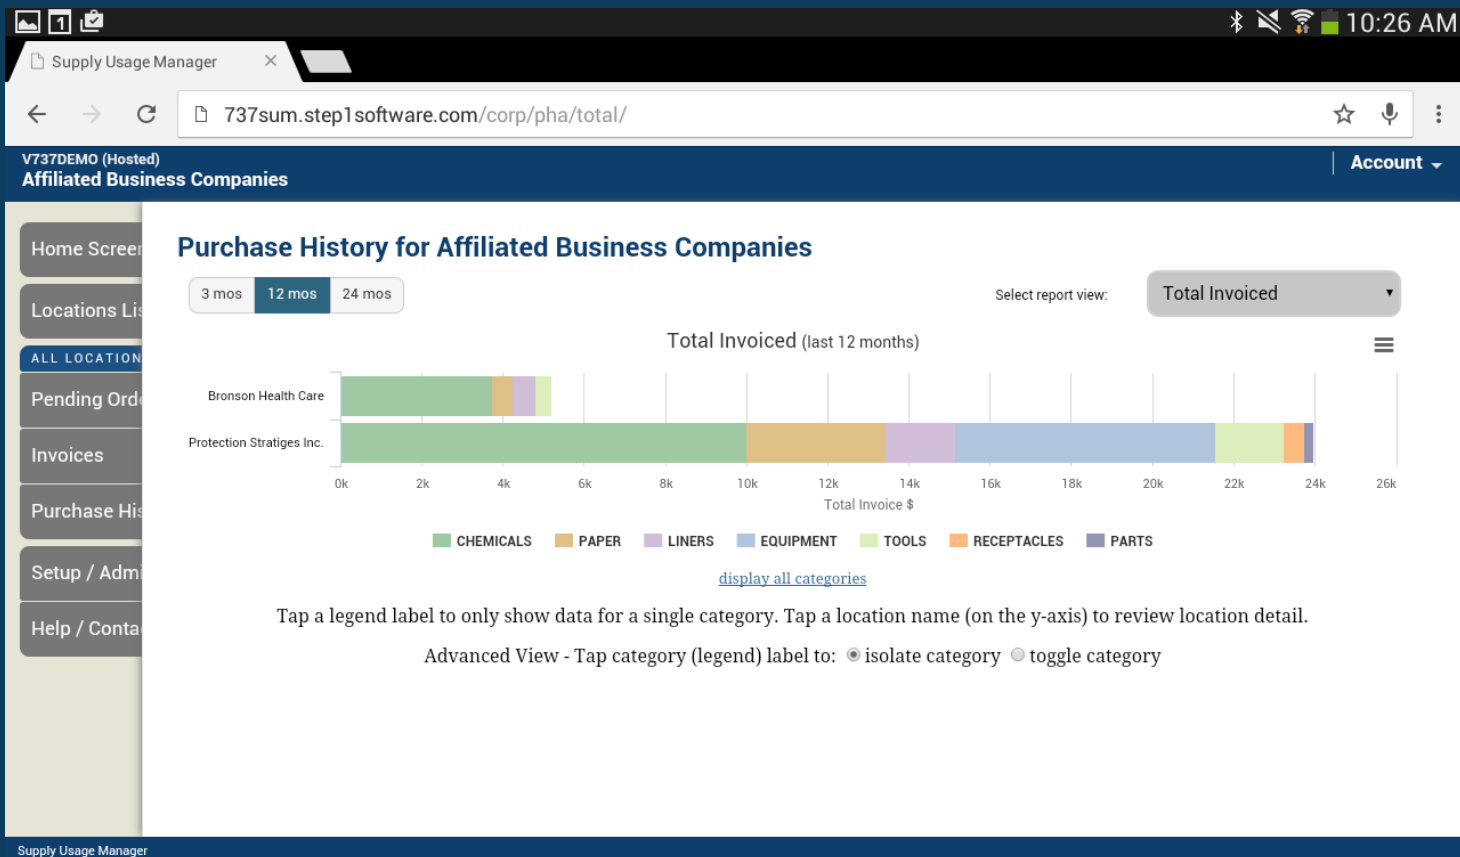 1
10:26 AM
Supply Usage Manager
737sum.step1software.com/corp/pha/total/
V737DEMO (Hosted)
Affiliated Business Companies
Account
Home Screen
Locations Lis
ALL LOCATION
Pending Orde
Invoices
Purchase His
Setup / Admi
Help / Conta
Purchase History for Affiliated Business Companies
3 mos 12 mos 24 mos
Select report view: Total Invoiced
Total Invoiced (last 12 months)
Bronson Health Care
Protection Stratiges Inc.
0k 2k 4k 6k 8k 10k 12k 14k 16k 18k 20k 22k 24k 26k
Total Invoice $
CHEMICALS PAPER LINERS EQUIPMENT TOOLS RECEPTACLES PARTS
display all categories
Tap a legend label to only show data for a single category. Tap a location name (on the y-axis) to review location detail.
Advanced View - Tap category (legend) label to: isolate category toggle category
Supply Usage Manager